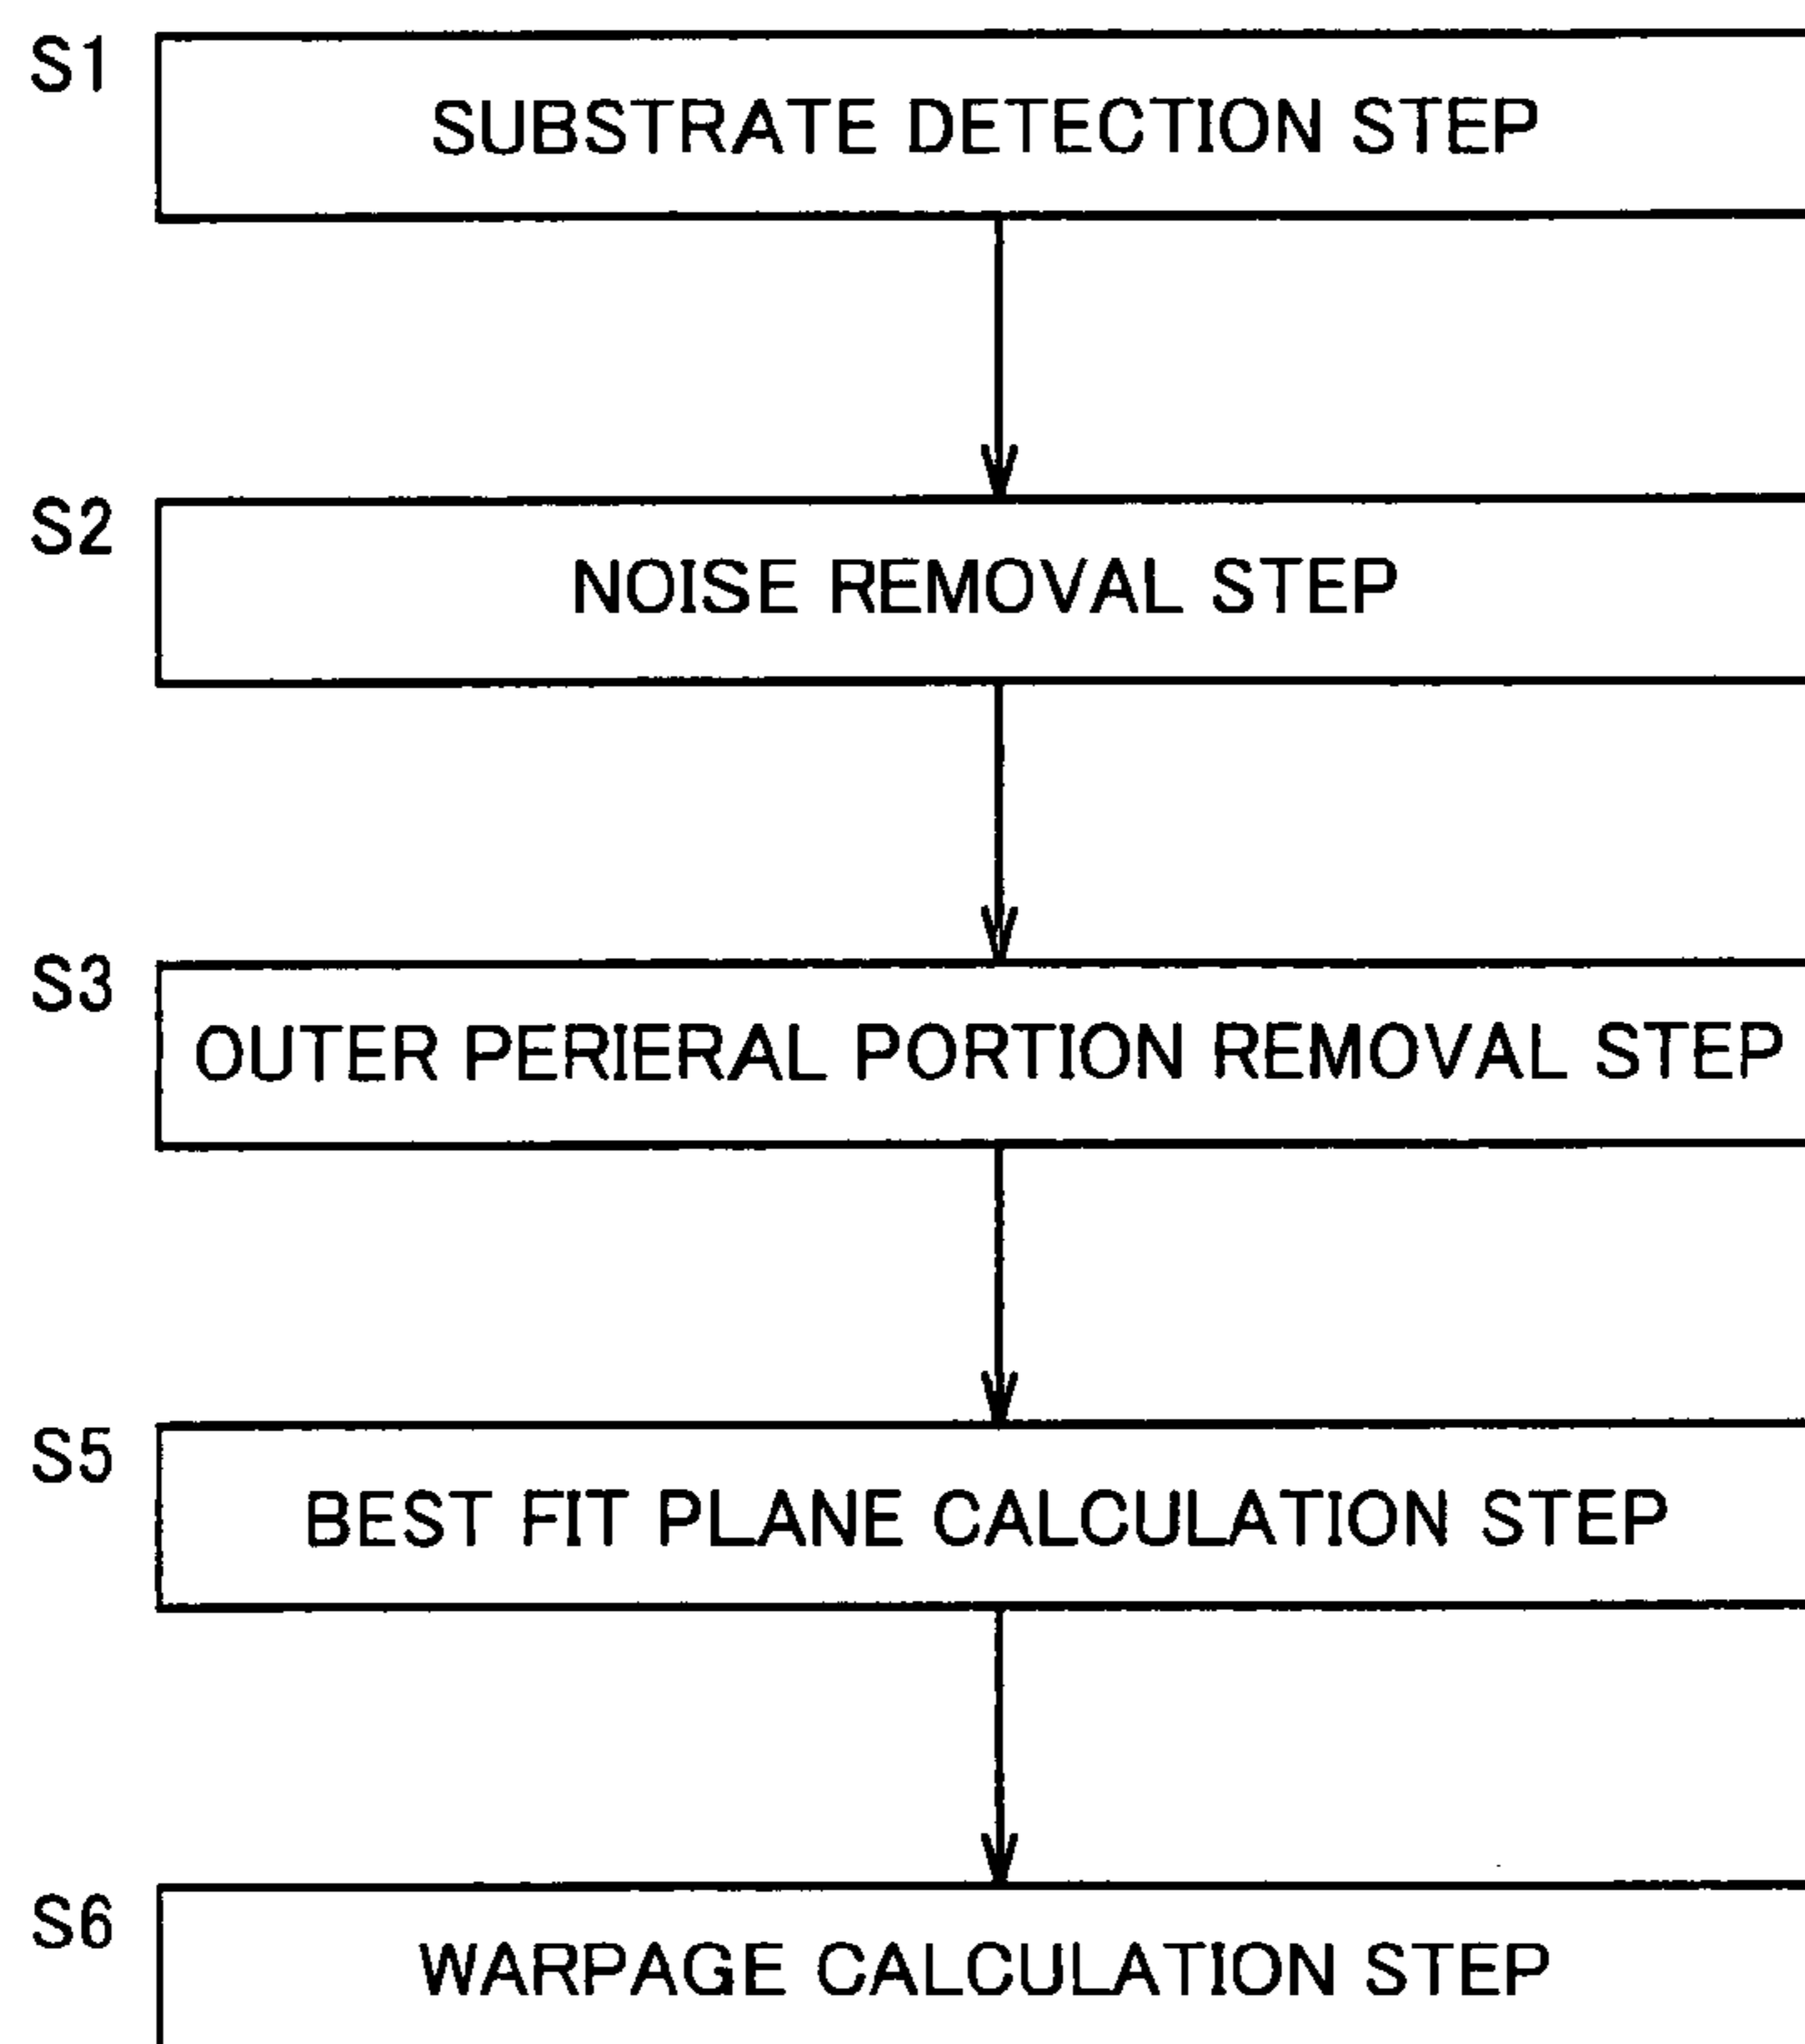 S1
SUBSTRATE DETECTION STEP
S2
NOISE REMOVAL STEP
S3
OUTER PERIERAL PORTION REMOVAL STEP
S5
BEST FIT PLANE CALCULATION STEP
S6
WARPAGE CALCULATION STEP